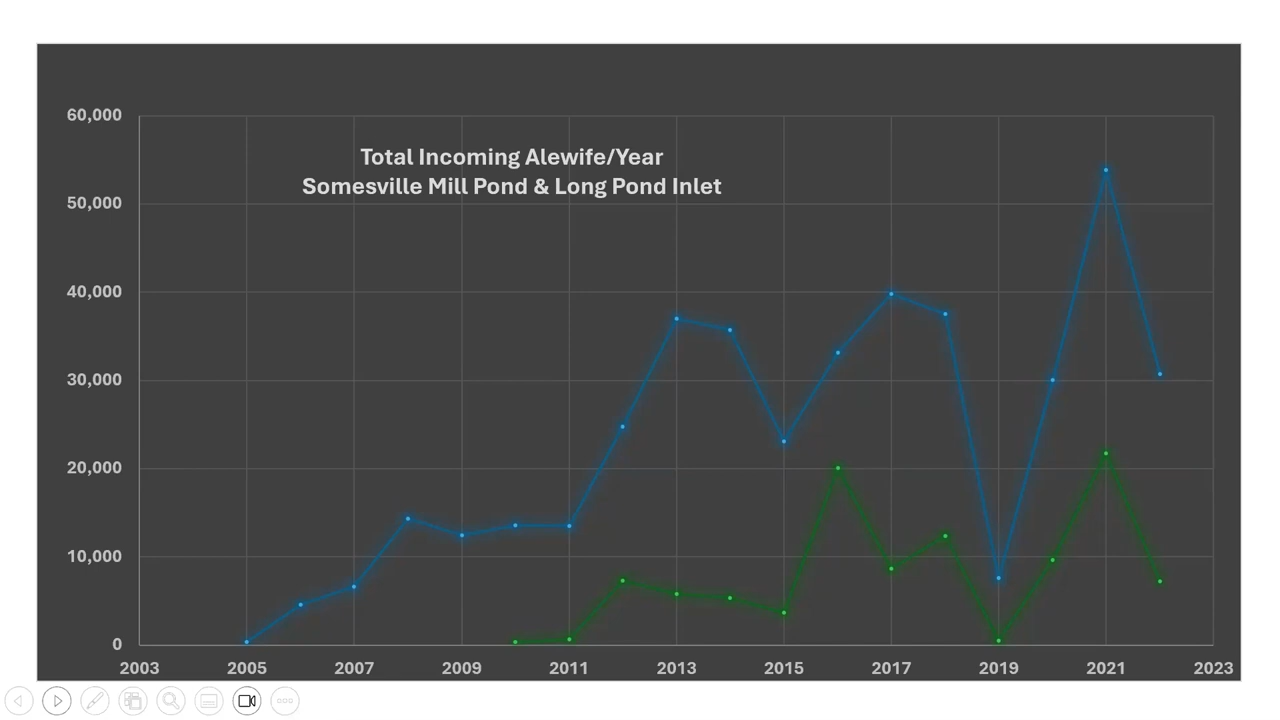 Total Incoming Alewife/Year
Somesville Mill Pond & Long Pond Inlet
60,000
50,000
40,000
30,000
20,000
10,000
0
2003 2005 2007 2009 2011 2013 2015 2017 2019 2021 2023